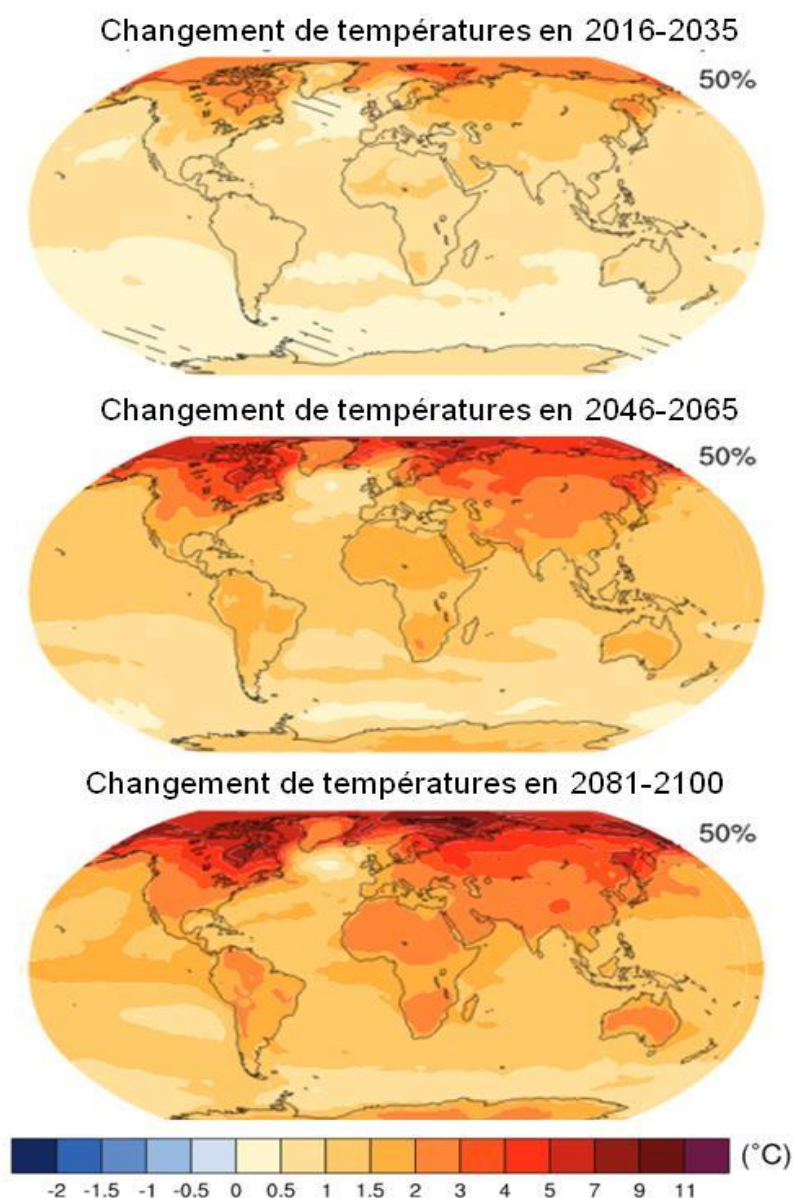 Changement de températures en 2016-2035
50%
Changement de températures en 2046-2065
50%
Changement de températures en 2081-2100
50%
(°C)
-2 -1.5 -1 -0.5 0 0.5 1 1.5 2 3 4 5 7 9 11